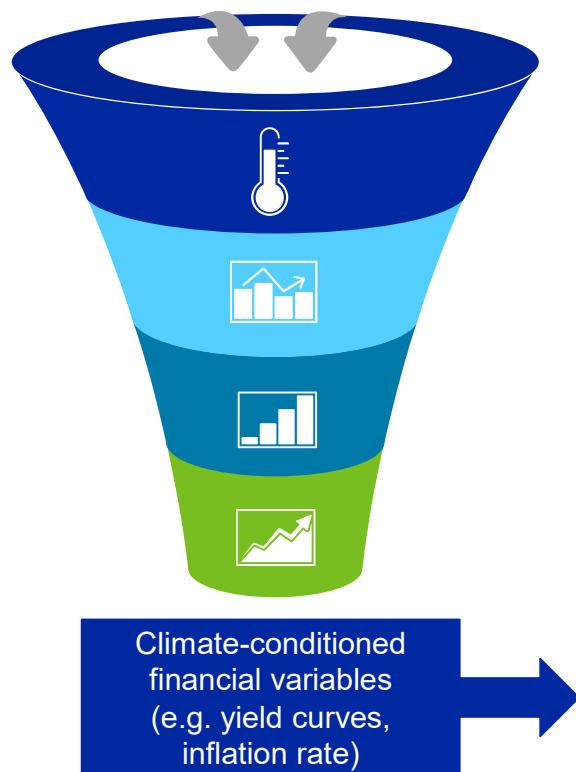 Climate-conditioned
financial variables
(e.g. yield curves,
inflation rate)